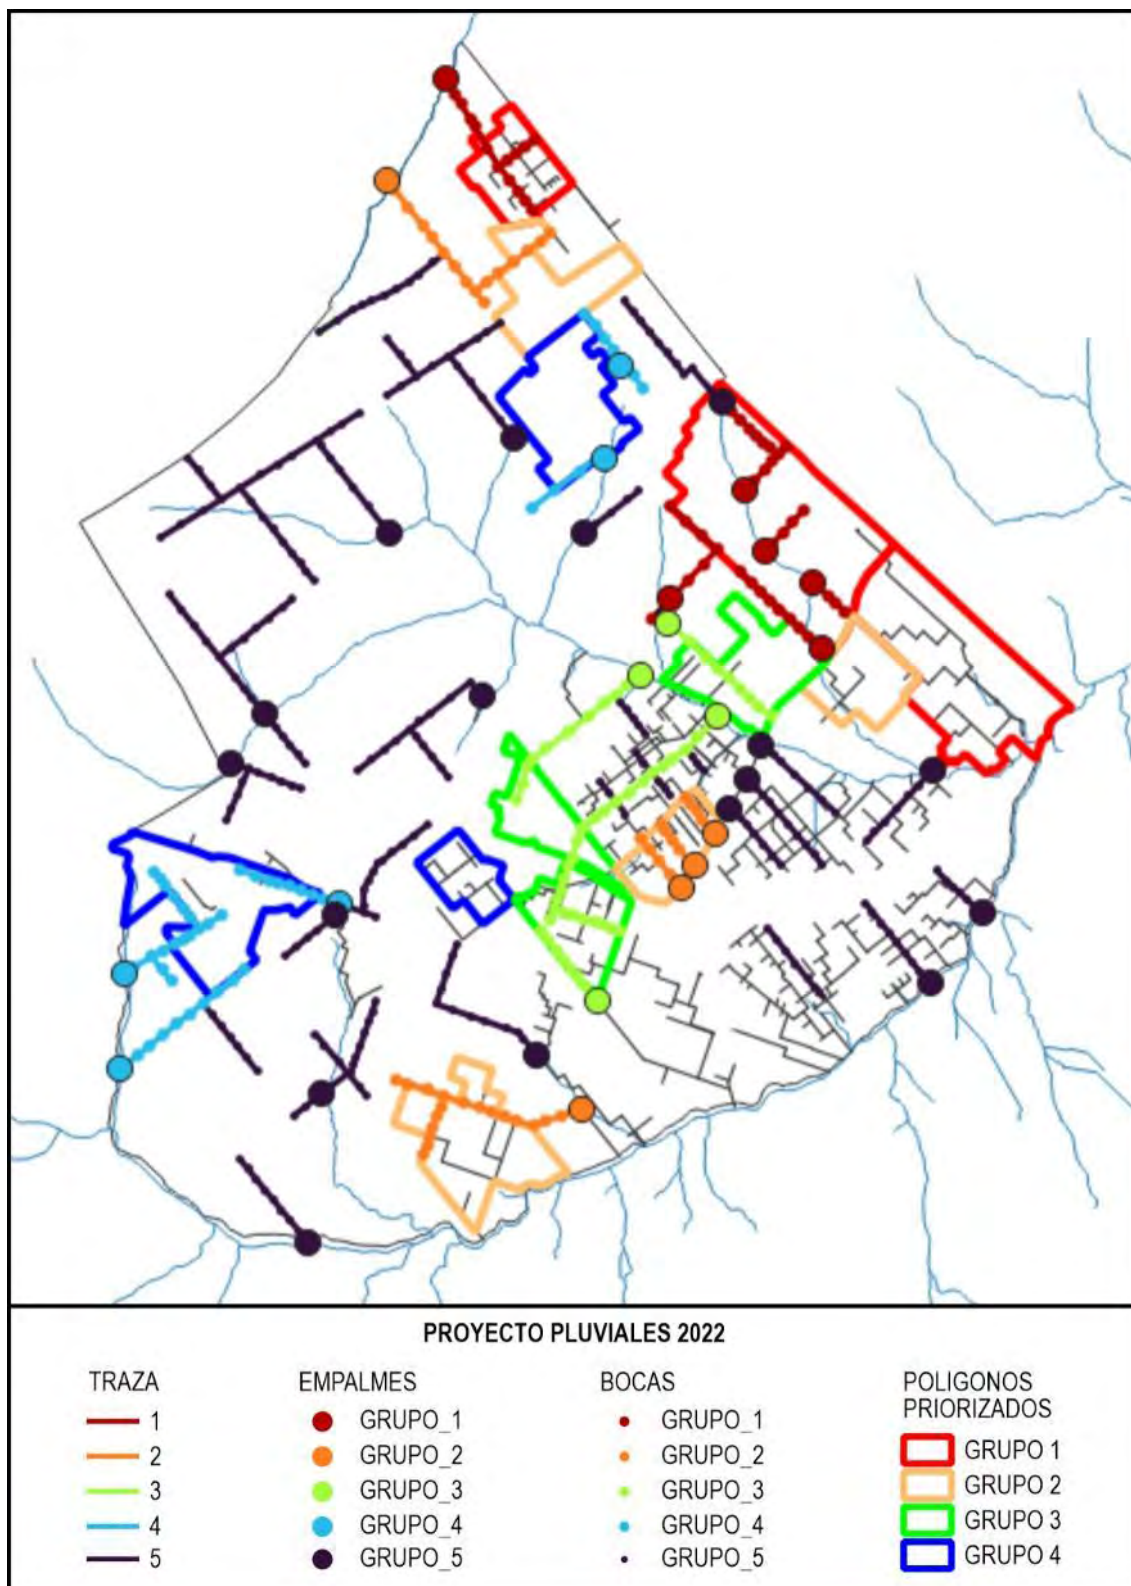 PROYECTO PLUVIALES 2022
TRAZA
1
2
3
4
5
EMPALMES
GRUPO_1
GRUPO_2
GRUPO_3
GRUPO_4
GRUPO_5
BOCAS
GRUPO_1
GRUPO_2
GRUPO_3
GRUPO_4
GRUPO_5
POLIGONOS
PRIORIZADOS
GRUPO 1
GRUPO 2
GRUPO 3
GRUPO 4